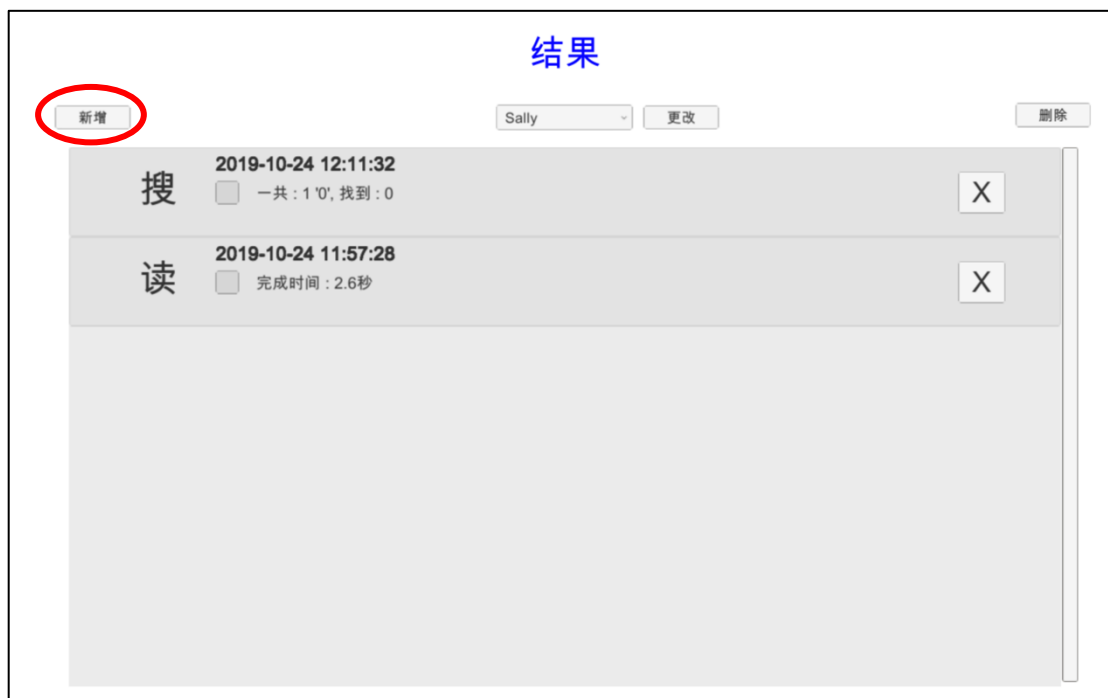 结果
新增 Sally 更改 删除
搜 2019-10-24 12:11:32 X
一共 : 1 '0', 找到 : 0
读 2019-10-24 11:57:28 X
完成时间 : 2.6秒